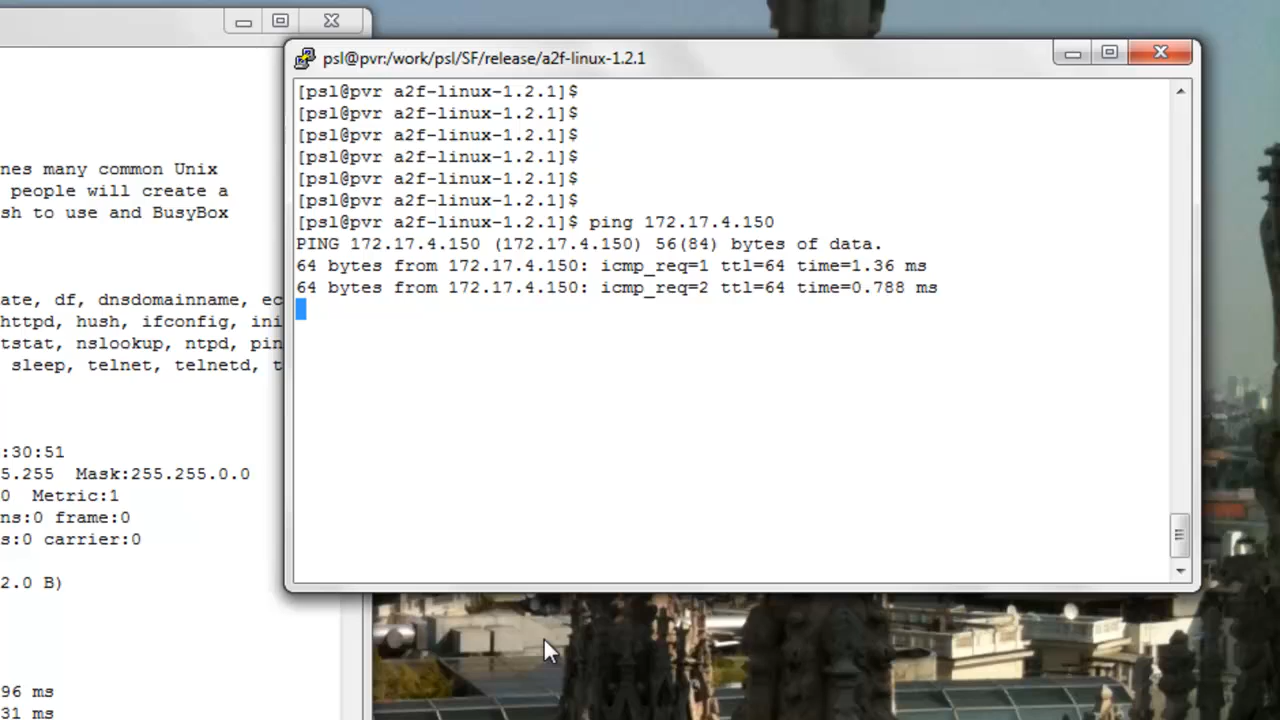 nes many common Unix
people will create a
sh to use and BusyBox
ate, df, dnsdomainname, ec
httpd, hush, ifconfig, ini
tstat, nslookup, ntpd, pin
sleep, telnet, telnetd, t
:30:51
5.255  Mask:255.255.0.0
0  Metric:1
ns:0 frame:0
s:0 carrier:0
2.0 B)
96 ms
31 ms
psl@pvr:/work/psl/SF/release/a2f-linux-1.2.1
[psl@pvr a2f-linux-1.2.1]$
[psl@pvr a2f-linux-1.2.1]$
[psl@pvr a2f-linux-1.2.1]$
[psl@pvr a2f-linux-1.2.1]$
[psl@pvr a2f-linux-1.2.1]$
[psl@pvr a2f-linux-1.2.1]$
[psl@pvr a2f-linux-1.2.1]$ ping 172.17.4.150
PING 172.17.4.150 (172.17.4.150) 56(84) bytes of data.
64 bytes from 172.17.4.150: icmp_req=1 ttl=64 time=1.36 ms
64 bytes from 172.17.4.150: icmp_req=2 ttl=64 time=0.788 ms